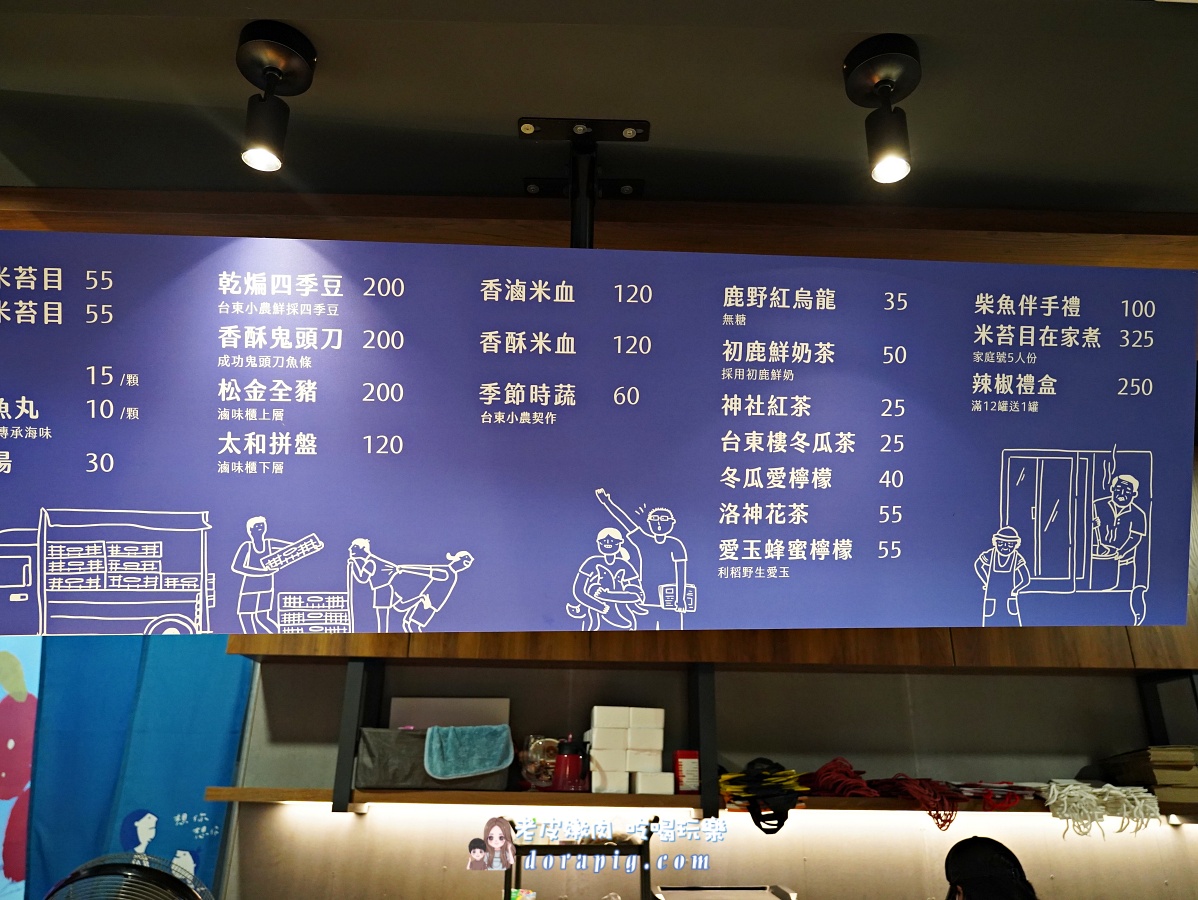 米苔目 55
米苔目 55
15 /顆
魚丸 10 /顆
傳承海味
湯 30
乾煸四季豆 200
台東小農鮮採四季豆
香酥鬼頭刀 200
成功鬼頭刀魚條
松金全豬 200
滷味櫃上層
太和拼盤 120
滷味櫃下層
香滷米血 120
香酥米血 120
季節時蔬 60
台東小農契作
鹿野紅烏龍 35
無糖
初鹿鮮奶茶 50
採用初鹿鮮奶
神社紅茶 25
台東樓冬瓜茶 25
冬瓜愛檸檬 40
洛神花茶 55
愛玉蜂蜜檸檬 55
利稻野生愛玉
柴魚伴手禮 100
米苔目在家煮 325
家庭號5人份
辣椒禮盒 250
滿12罐送1罐
想你
想你
老皮嫩肉 吃喝玩樂
dorapig.com